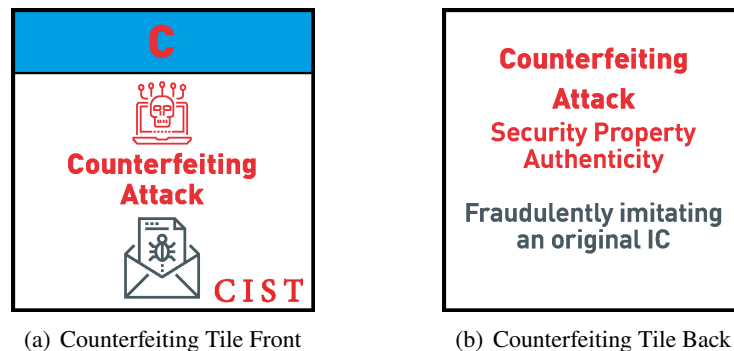 C
Counterfeiting
Attack
CIST
(a) Counterfeiting Tile Front
Counterfeiting
Attack
Security Property
Authenticity
Fraudulently imitating
an original IC
(b) Counterfeiting Tile Back